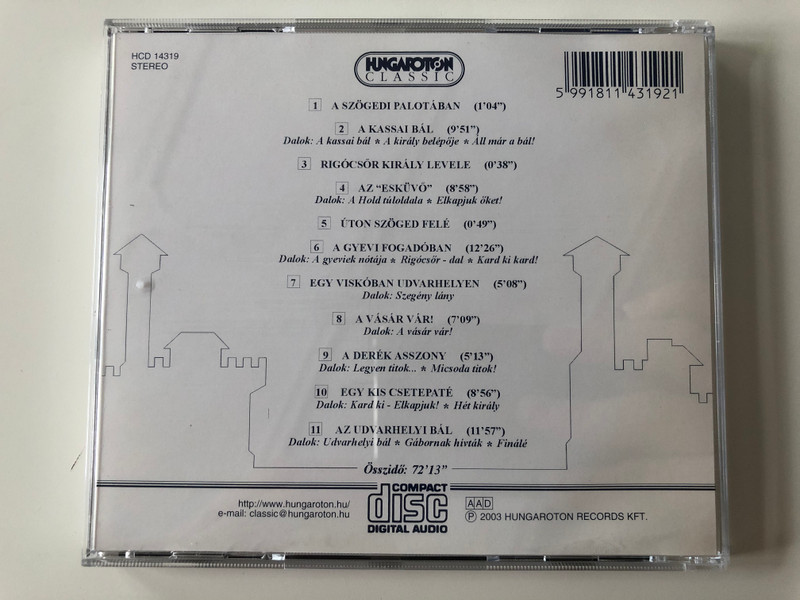 HCD 14319
STEREO
HUNGAROTON
CLASSIC
5 991811 431921
1 A SZÖGEDI PALOTÁBAN (1'04")
2 A KASSAI BÁL (9'51")
Dalok: A kassai bál * A király belépője * Áll már a bál!
3 RIGÓCSŐR KIRÁLY LEVELE (0'38")
4 AZ "ESKÜVŐ" (8'58")
Dalok: A Hold túloldala * Elkapjuk őket!
5 ÚTON SZÖGED FELÉ (0'49")
6 A GYEVI FOGADÓBAN (12'26")
Dalok: A gyeviek nótája * Rigócsőr - dal * Kard ki kard!
7 EGY VISKÓBAN UDVARHELYEN (5'08")
Dalok: Szegény lány
8 A VÁSÁR VÁR! (7'09")
Dalok: A vásár vár!
9 A DERÉK ASSZONY (5'13")
Dalok: Legyen titok... * Micsoda titok!
10 EGY KIS CSETEPATÉ (8'56")
Dalok: Kard ki - Elkapjuk! * Hét király
11 AZ UDVARHELYI BÁL (11'57")
Dalok: Udvarhelyi bál * Gábornak hívták * Finálé
Összidő: 72'13"
http://www.hungaroton.hu/
e-mail: classic@hungaroton.hu
COMPACT
disc
DIGITAL AUDIO
AAD
Ⓟ 2003 HUNGAROTON RECORDS KFT.